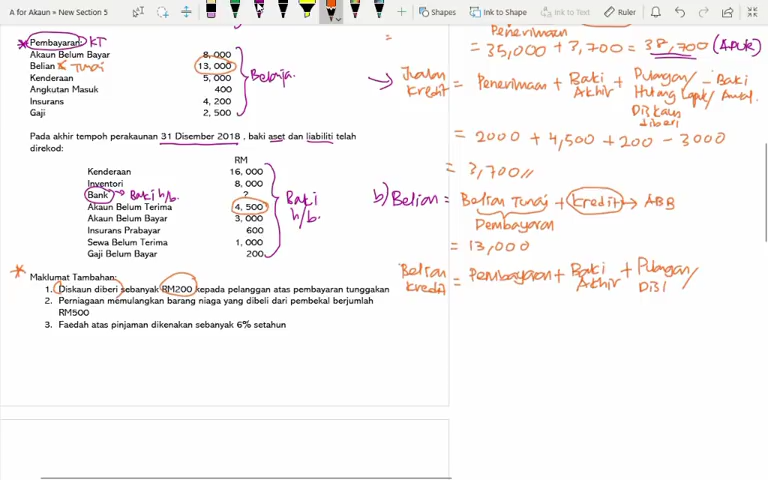 A for Akaun » New Section 5
Shapes
Ink to Shape
Ink to Text
Ruler
* Pembayaran: KT
Akaun Belum Bayar 8, 000
Belian Tunai 13, 000
Kenderaan 5, 000
Angkutan Masuk 400
Insurans 4, 200
Gaji 2, 500
Belanja.
Pada akhir tempoh perakaunan 31 Disember 2018 , baki aset dan liabiliti telah
direkod:
RM
Kenderaan 16, 000
Inventori 8, 000
Bank → Baki h/b. ?
Akaun Belum Terima 4, 500
Akaun Belum Bayar 3, 000
Insurans Prabayar 600
Sewa Belum Terima 1, 000
Gaji Belum Bayar 200
Baki
h/b.
* Maklumat Tambahan:
1. Diskaun diberi sebanyak RM200 kepada pelanggan atas pembayaran tunggakan
2. Perniagaan memulangkan barang niaga yang dibeli dari pembekal berjumlah
RM500
3. Faedah atas pinjaman dikenakan sebanyak 6% setahun
=
Penerimaan
= 35,000 + 3,700 = 38,700 (APUR)
→ Jualan Kredit = Penerimaan + Baki Akhir + Pulangan/ Hutang Lapuk/ Diskaun diberi - Baki Awal.
= 2000 + 4,500 + 200 - 3000
= 3,700 //
b) Belian = Belian Tunai + Kredit → ABB
Pembayaran
= 13,000
Belian Kredit = Pembayaran + Baki Akhir + Pulangan/